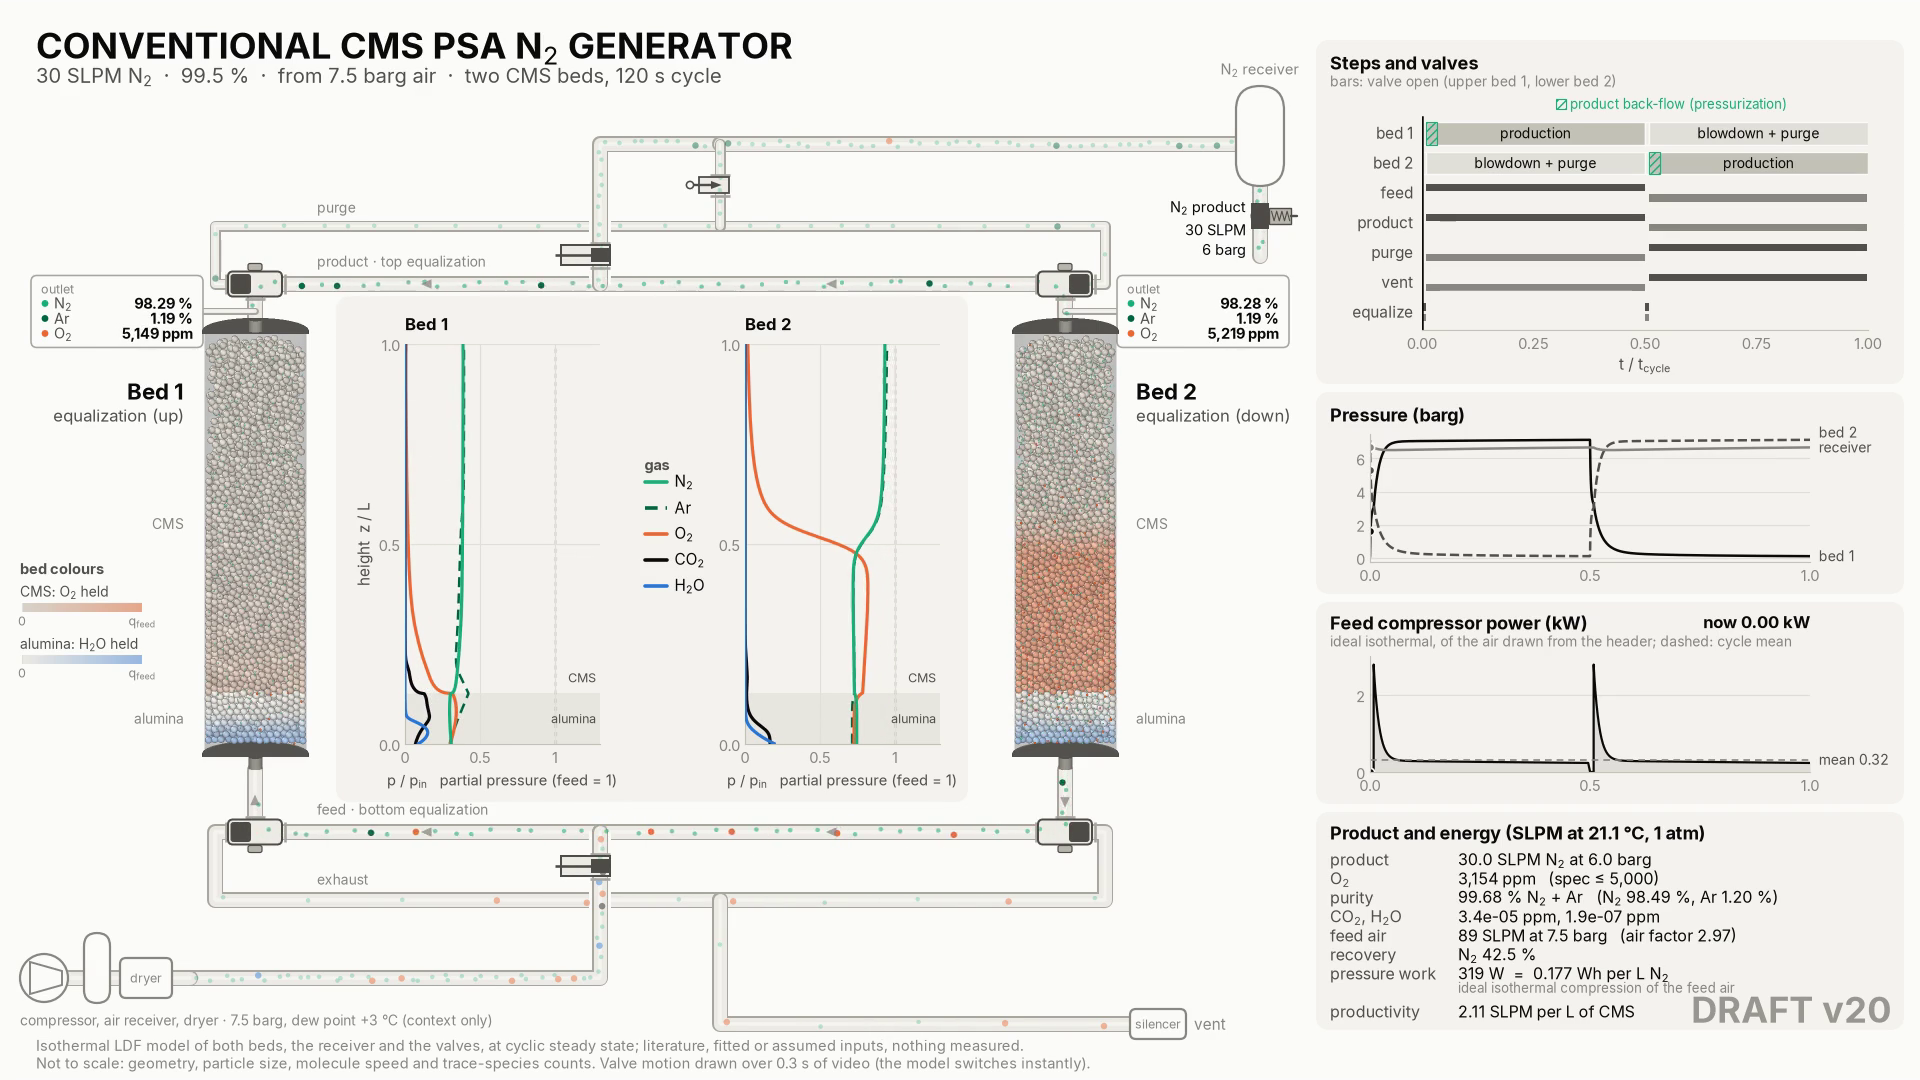 CONVENTIONAL CMS PSA N₂ GENERATOR
30 SLPM N₂ · 99.5 % · from 7.5 barg air · two CMS beds, 120 s cycle
N₂ receiver
purge
product · top equalization
N₂ product
30 SLPM
6 barg
outlet
N₂ 98.29 %
Ar 1.19 %
O₂ 5,149 ppm
outlet
N₂ 98.28 %
Ar 1.19 %
O₂ 5,219 ppm
Bed 1
equalization (up)
CMS
bed colours
CMS: O₂ held
0 q_feed
alumina: H₂O held
0 q_feed
alumina
Bed 1
1.0
0.5
0.0
height z / L
CMS
alumina
0 0.5 1
p / p_in partial pressure (feed = 1)
gas
N₂
Ar
O₂
CO₂
H₂O
Bed 2
1.0
0.5
0.0
CMS
alumina
0 0.5 1
p / p_in partial pressure (feed = 1)
Bed 2
equalization (down)
CMS
alumina
feed · bottom equalization
exhaust
dryer
compressor, air receiver, dryer · 7.5 barg, dew point +3 °C (context only)
silencer vent
Isothermal LDF model of both beds, the receiver and the valves, at cyclic steady state; literature, fitted or assumed inputs, nothing measured.
Not to scale: geometry, particle size, molecule speed and trace-species counts. Valve motion drawn over 0.3 s of video (the model switches instantly).
Steps and valves
bars: valve open (upper bed 1, lower bed 2)
product back-flow (pressurization)
bed 1 production blowdown + purge
bed 2 blowdown + purge production
feed
product
purge
vent
equalize
0.00 0.25 0.50 0.75 1.00
t / t_cycle
Pressure (barg)
6
4
2
0
0.0 0.5 1.0
bed 2
receiver
bed 1
Feed compressor power (kW) now 0.00 kW
ideal isothermal, of the air drawn from the header; dashed: cycle mean
2
0
mean 0.32
0.0 0.5 1.0
Product and energy (SLPM at 21.1 °C, 1 atm)
product 30.0 SLPM N₂ at 6.0 barg
O₂ 3,154 ppm (spec ≤ 5,000)
purity 99.68 % N₂ + Ar (N₂ 98.49 %, Ar 1.20 %)
CO₂, H₂O 3.4e-05 ppm, 1.9e-07 ppm
feed air 89 SLPM at 7.5 barg (air factor 2.97)
recovery N₂ 42.5 %
pressure work 319 W = 0.177 Wh per L N₂
ideal isothermal compression of the feed air
productivity 2.11 SLPM per L of CMS
DRAFT v20